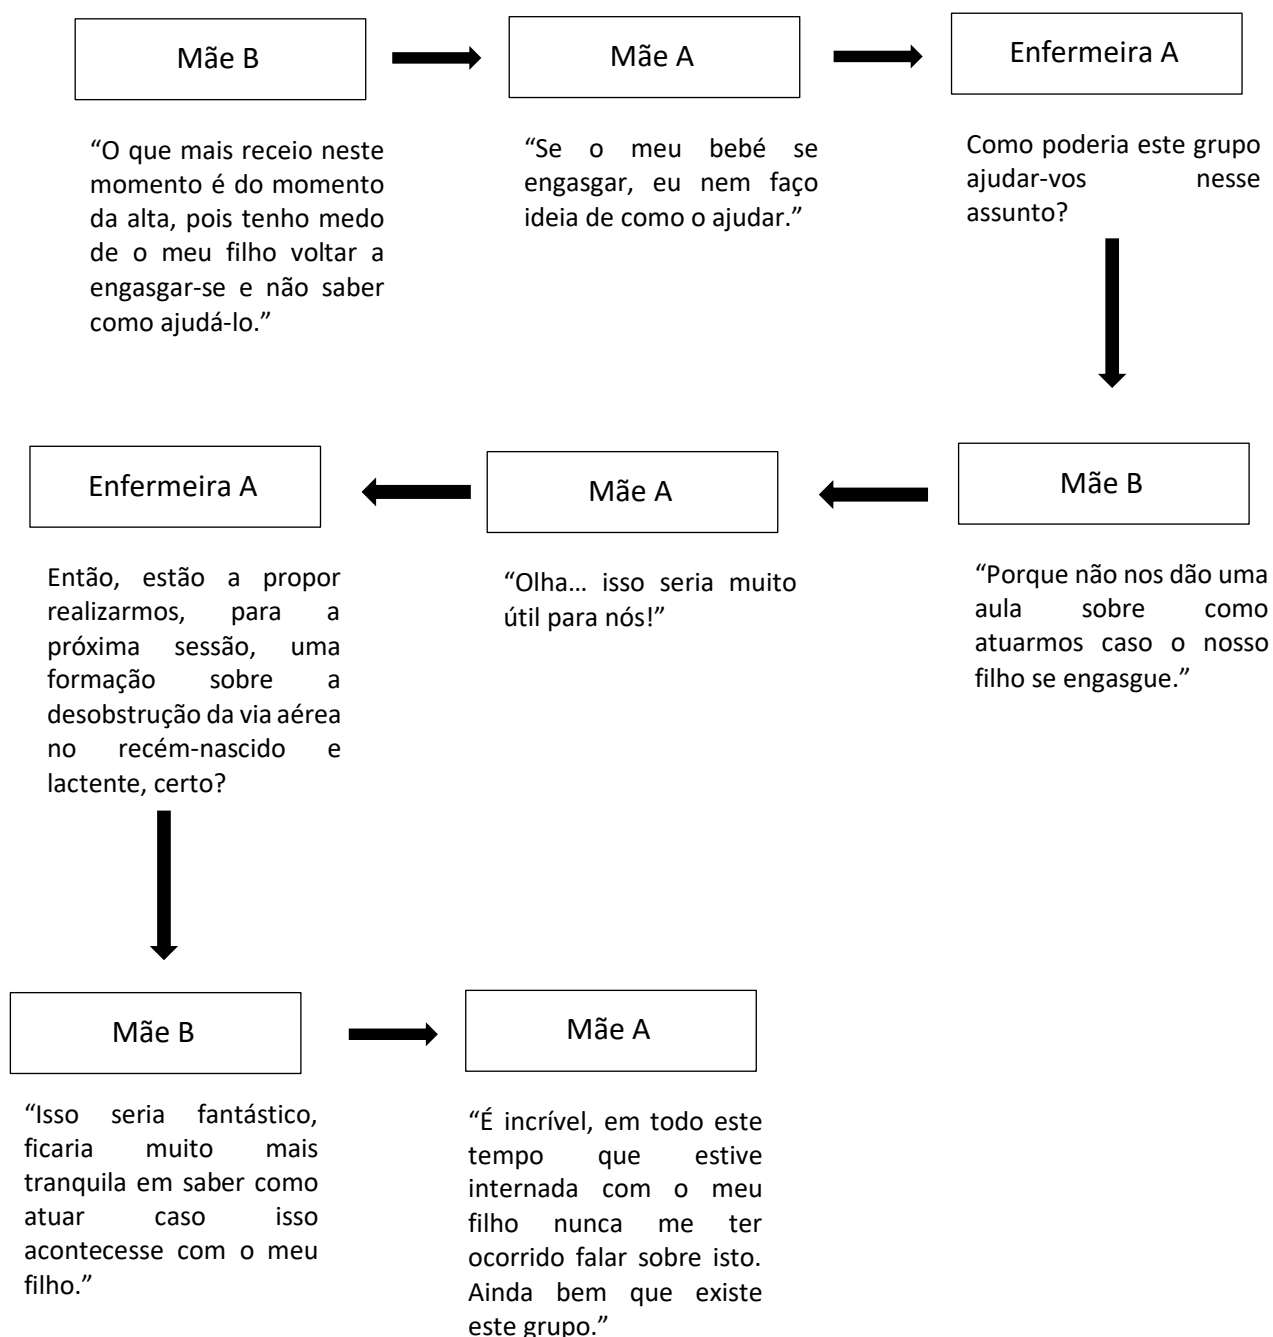 Mãe B
“O que mais receio neste
momento é do momento
da alta, pois tenho medo
de o meu filho voltar a
engasgar-se e não saber
como ajudá-lo.”
Mãe A
“Se o meu bebé se
engasgar, eu nem faço
ideia de como o ajudar.”
Enfermeira A
Como poderia este grupo
ajudar-vos nesse
assunto?
Mãe B
“Porque não nos dão uma
aula sobre como
atuarmos caso o nosso
filho se engasgue.”
Mãe A
“Olha… isso seria muito
útil para nós!”
Enfermeira A
Então, estão a propor
realizarmos, para a
próxima sessão, uma
formação sobre a
desobstrução da via aérea
no recém-nascido e
lactente, certo?
Mãe B
“Isso seria fantástico,
ficaria muito mais
tranquila em saber como
atuar caso isso
acontecesse com o meu
filho.”
Mãe A
“É incrível, em todo este
tempo que estive
internada com o meu
filho nunca me ter
ocorrido falar sobre isto.
Ainda bem que existe
este grupo.”